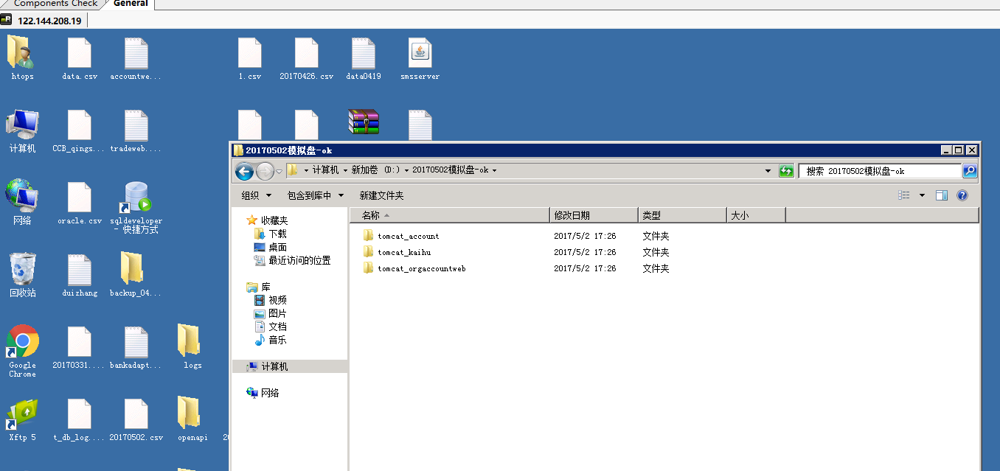 Components Check
General
122.144.208.19
htops
data.csv
accountwe...
1.csv
20170426.csv
data0419
smsserver
计算机
CCB_qings...
tradeweb....
网络
oracle.csv
sqldeveloper
- 快捷方式
回收站
duizhang
backup_04...
Google
Chrome
20170331....
bankadapt...
logs
Xftp 5
t_db_log....
20170502.csv
openapi
20170502模拟盘-ok
计算机
新加卷 (D:)
20170502模拟盘-ok
搜索 20170502模拟盘-ok
组织
包含到库中
新建文件夹
收藏夹
下载
桌面
最近访问的位置
库
视频
图片
文档
音乐
计算机
网络
名称
修改日期
类型
大小
tomcat_account
2017/5/2 17:26
文件夹
tomcat_kaihu
2017/5/2 17:26
文件夹
tomcat_orgaccountweb
2017/5/2 17:26
文件夹